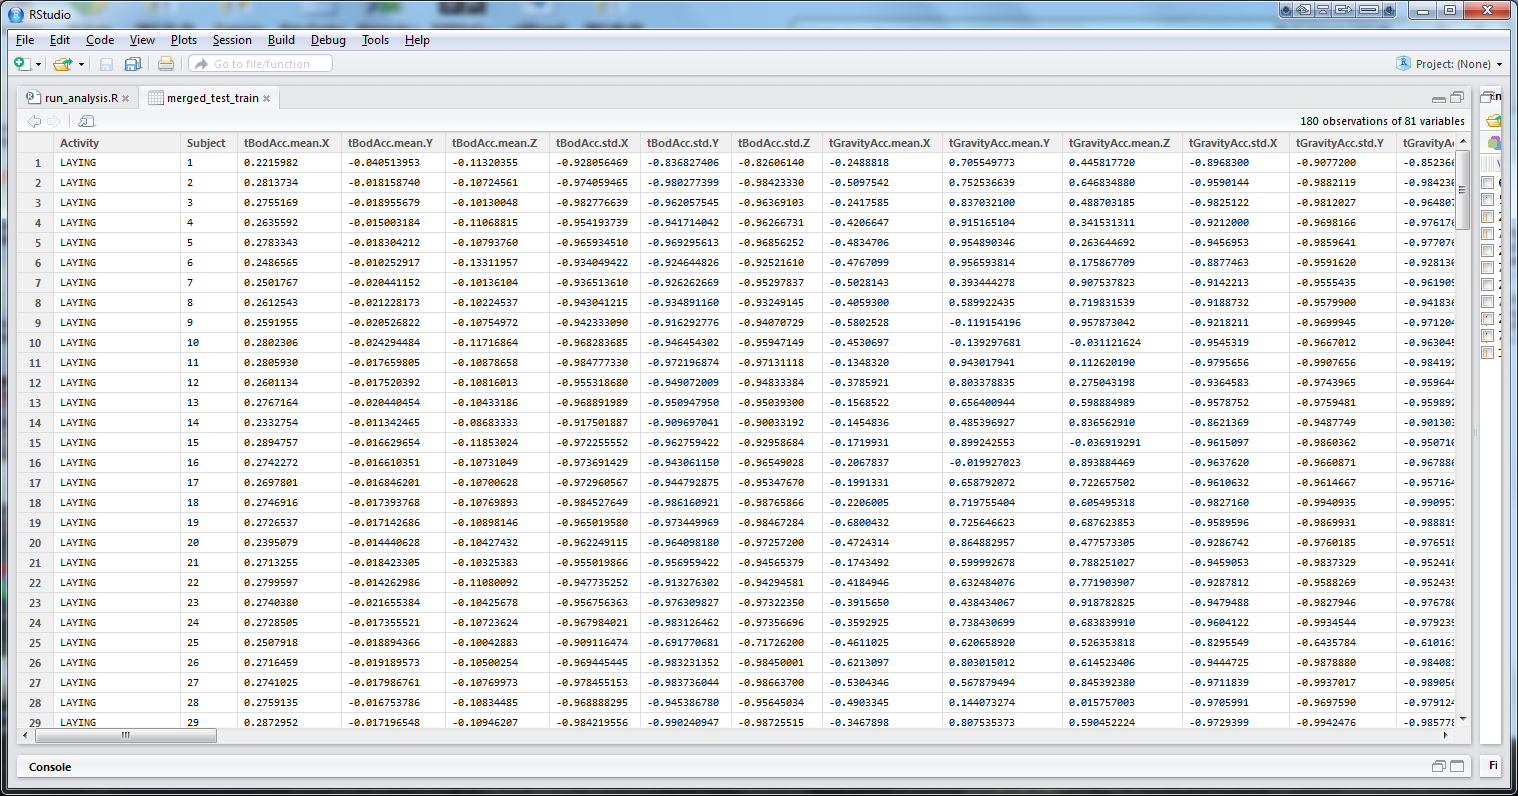 RStudio
File Edit Code View Plots Session Build Debug Tools Help
Go to file/function Project: (None)
run_analysis.R merged_test_train
180 observations of 81 variables
Activity Subject tBodAcc.mean.X tBodAcc.mean.Y tBodAcc.mean.Z tBodAcc.std.X tBodAcc.std.Y tBodAcc.std.Z tGravityAcc.mean.X tGravityAcc.mean.Y tGravityAcc.mean.Z tGravityAcc.std.X tGravityAcc.std.Y tGravityAc
1 LAYING 1 0.2215982 -0.040513953 -0.11320355 -0.928056469 -0.836827406 -0.82606140 -0.2488818 0.705549773 0.445817720 -0.8968300 -0.9077200 -0.852366
2 LAYING 2 0.2813734 -0.018158740 -0.10724561 -0.974059465 -0.980277399 -0.98423330 -0.5097542 0.752536639 0.646834880 -0.9590144 -0.9882119 -0.984230
3 LAYING 3 0.2755169 -0.018955679 -0.10130048 -0.982776639 -0.962057545 -0.96369103 -0.2417585 0.837032100 0.488703185 -0.9825122 -0.9812027 -0.964807
4 LAYING 4 0.2635592 -0.015003184 -0.11068815 -0.954193739 -0.941714042 -0.96266731 -0.4206647 0.915165104 0.341531311 -0.9212000 -0.9698166 -0.976176
5 LAYING 5 0.2783343 -0.018304212 -0.10793760 -0.965934510 -0.969295613 -0.96856252 -0.4834706 0.954890346 0.263644692 -0.9456953 -0.9859641 -0.977076
6 LAYING 6 0.2486565 -0.010252917 -0.13311957 -0.934049422 -0.924644826 -0.92521610 -0.4767099 0.956593814 0.175867709 -0.8877463 -0.9591620 -0.928130
7 LAYING 7 0.2501767 -0.020441152 -0.10136104 -0.936513610 -0.926262669 -0.95297837 -0.5028143 0.393444278 0.907537823 -0.9142213 -0.9555435 -0.961909
8 LAYING 8 0.2612543 -0.021228173 -0.10224537 -0.943041215 -0.934891160 -0.93249145 -0.4059300 0.589922435 0.719831539 -0.9188732 -0.9579900 -0.941836
9 LAYING 9 0.2591955 -0.020526822 -0.10754972 -0.942333090 -0.916292776 -0.94070729 -0.5802528 -0.119154196 0.957873042 -0.9218211 -0.9699945 -0.971204
10 LAYING 10 0.2802306 -0.024294484 -0.11716864 -0.968283685 -0.946454302 -0.95947149 -0.4530697 -0.139297681 -0.031121624 -0.9545319 -0.9667012 -0.963045
11 LAYING 11 0.2805930 -0.017659805 -0.10878658 -0.984777330 -0.972196874 -0.97131118 -0.1348320 0.943017941 0.112620190 -0.9795656 -0.9907656 -0.984192
12 LAYING 12 0.2601134 -0.017520392 -0.10816013 -0.955318680 -0.949072009 -0.94833384 -0.3785921 0.803378835 0.275043198 -0.9364583 -0.9743965 -0.959644
13 LAYING 13 0.2767164 -0.020440454 -0.10433186 -0.968891989 -0.950947950 -0.95039300 -0.1568522 0.656400944 0.598884989 -0.9578752 -0.9759481 -0.959892
14 LAYING 14 0.2332754 -0.011342465 -0.08683333 -0.917501887 -0.909697041 -0.90033192 -0.1454836 0.485396927 0.836562910 -0.8621369 -0.9487749 -0.901303
15 LAYING 15 0.2894757 -0.016629654 -0.11853024 -0.972255552 -0.962759422 -0.92958684 -0.1719931 0.899242553 -0.036919291 -0.9615097 -0.9860362 -0.950716
16 LAYING 16 0.2742272 -0.016610351 -0.10731049 -0.973691429 -0.943061150 -0.96549028 -0.2067837 -0.019927023 0.893884469 -0.9637620 -0.9660871 -0.967886
17 LAYING 17 0.2697801 -0.016846201 -0.10700628 -0.972960567 -0.944792875 -0.95347670 -0.1991331 0.658792072 0.722657502 -0.9610632 -0.9614667 -0.957164
18 LAYING 18 0.2746916 -0.017393768 -0.10769893 -0.984527649 -0.986160921 -0.98765866 -0.2206005 0.719755404 0.605495318 -0.9827160 -0.9940935 -0.990957
19 LAYING 19 0.2726537 -0.017142686 -0.10898146 -0.965019580 -0.973449969 -0.98467284 -0.6800432 0.725646623 0.687623853 -0.9589596 -0.9869931 -0.988819
20 LAYING 20 0.2395079 -0.014440628 -0.10427432 -0.962249115 -0.964098180 -0.97257200 -0.4724314 0.864882957 0.477573305 -0.9286742 -0.9760185 -0.976518
21 LAYING 21 0.2713255 -0.018423305 -0.10325383 -0.955019866 -0.956959422 -0.94565379 -0.1743492 0.599992678 0.788251027 -0.9459053 -0.9837329 -0.952416
22 LAYING 22 0.2799597 -0.014262986 -0.11080092 -0.947735252 -0.913276302 -0.94294581 -0.4184946 0.632484076 0.771903907 -0.9287812 -0.9588269 -0.952435
23 LAYING 23 0.2740380 -0.021655384 -0.10425678 -0.956756363 -0.976309827 -0.97322350 -0.3915650 0.438434067 0.918782825 -0.9479488 -0.9827946 -0.976780
24 LAYING 24 0.2728505 -0.017355521 -0.10723624 -0.967984021 -0.983126462 -0.97356696 -0.3592925 0.738430699 0.683839910 -0.9604122 -0.9934544 -0.979239
25 LAYING 25 0.2507918 -0.018894366 -0.10042883 -0.909116474 -0.691770681 -0.71726200 -0.4611025 0.620658920 0.526353818 -0.8295549 -0.6435784 -0.610161
26 LAYING 26 0.2716459 -0.019189573 -0.10500254 -0.969445445 -0.983231352 -0.98450001 -0.6213097 0.803015012 0.614523406 -0.9444725 -0.9878880 -0.984081
27 LAYING 27 0.2741025 -0.017986761 -0.10769973 -0.978455153 -0.983736044 -0.98663700 -0.5304346 0.567879494 0.845392380 -0.9711839 -0.9937017 -0.989056
28 LAYING 28 0.2759135 -0.016753786 -0.10834485 -0.968888295 -0.945386780 -0.95645034 -0.4903345 0.144073274 0.015757003 -0.9705991 -0.9697590 -0.979124
29 LAYING 29 0.2872952 -0.017196548 -0.10946207 -0.984219556 -0.990240947 -0.98725515 -0.3467898 0.807535373 0.590452224 -0.9729399 -0.9942476 -0.985778
Console Fi